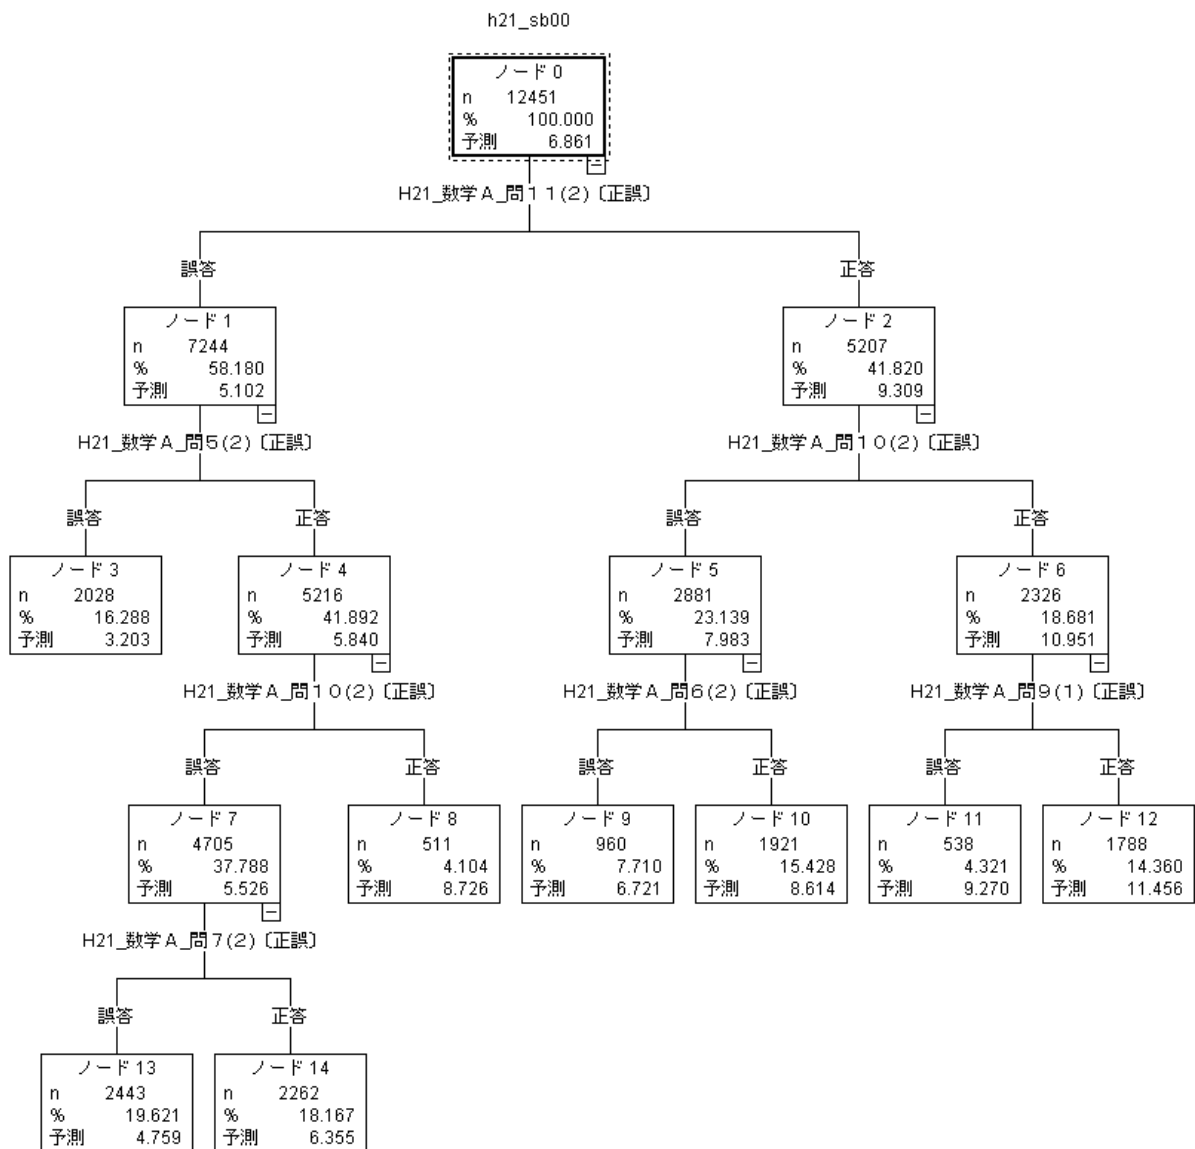 h21_sb00
ノード 0
n 12451
% 100.000
予測 6.861
H21_数学A_問11(2)〔正誤〕
誤答
正答
ノード 1
n 7244
% 58.180
予測 5.102
ノード 2
n 5207
% 41.820
予測 9.309
H21_数学A_問5(2)〔正誤〕
H21_数学A_問10(2)〔正誤〕
誤答
正答
誤答
正答
ノード 3
n 2028
% 16.288
予測 3.203
ノード 4
n 5216
% 41.892
予測 5.840
ノード 5
n 2881
% 23.139
予測 7.983
ノード 6
n 2326
% 18.681
予測 10.951
H21_数学A_問10(2)〔正誤〕
H21_数学A_問6(2)〔正誤〕
H21_数学A_問9(1)〔正誤〕
誤答
正答
誤答
正答
誤答
正答
ノード 7
n 4705
% 37.788
予測 5.526
ノード 8
n 511
% 4.104
予測 8.726
ノード 9
n 960
% 7.710
予測 6.721
ノード 10
n 1921
% 15.428
予測 8.614
ノード 11
n 538
% 4.321
予測 9.270
ノード 12
n 1788
% 14.360
予測 11.456
H21_数学A_問7(2)〔正誤〕
誤答
正答
ノード 13
n 2443
% 19.621
予測 4.759
ノード 14
n 2262
% 18.167
予測 6.355